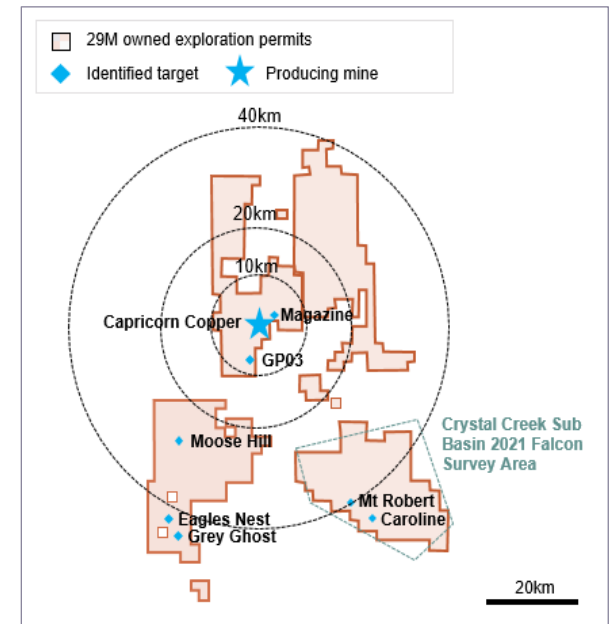 29M owned exploration permits
Identified target
Producing mine
40km
20km
10km
Magazine
Capricorn Copper
GP03
Crystal Creek Sub
Basin 2021 Falcon
Survey Area
Moose Hill
Mt Robert
Caroline
Eagles Nest
Grey Ghost
20km